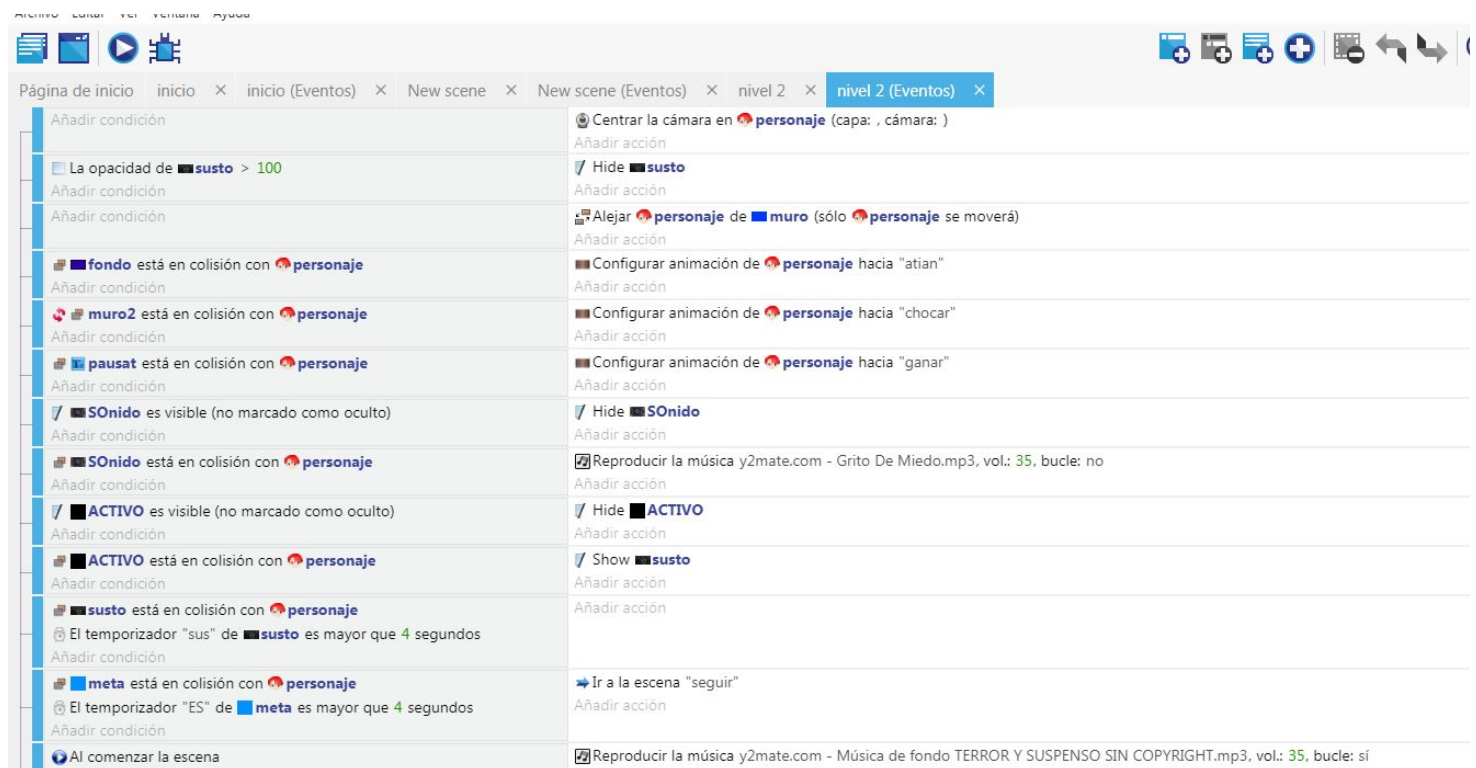 Archivo Editar Ver Ventana Ayuda
Página de inicio inicio × inicio (Eventos) × New scene × New scene (Eventos) × nivel 2 × nivel 2 (Eventos) ×
Añadir condición
Centrar la cámara en personaje (capa: , cámara: )
Añadir acción
La opacidad de susto > 100
Añadir condición
Hide susto
Añadir acción
Añadir condición
Alejar personaje de muro (sólo personaje se moverá)
Añadir acción
fondo está en colisión con personaje
Añadir condición
Configurar animación de personaje hacia "atian"
Añadir acción
muro2 está en colisión con personaje
Añadir condición
Configurar animación de personaje hacia "chocar"
Añadir acción
pausat está en colisión con personaje
Añadir condición
Configurar animación de personaje hacia "ganar"
Añadir acción
SOnido es visible (no marcado como oculto)
Añadir condición
Hide SOnido
Añadir acción
SOnido está en colisión con personaje
Añadir condición
Reproducir la música y2mate.com - Grito De Miedo.mp3, vol.: 35, bucle: no
Añadir acción
ACTIVO es visible (no marcado como oculto)
Añadir condición
Hide ACTIVO
Añadir acción
ACTIVO está en colisión con personaje
Añadir condición
Show susto
Añadir acción
susto está en colisión con personaje
El temporizador "sus" de susto es mayor que 4 segundos
Añadir condición
Añadir acción
meta está en colisión con personaje
El temporizador "ES" de meta es mayor que 4 segundos
Añadir condición
Ir a la escena "seguir"
Añadir acción
Al comenzar la escena
Reproducir la música y2mate.com - Música de fondo TERROR Y SUSPENSO SIN COPYRIGHT.mp3, vol.: 35, bucle: sí